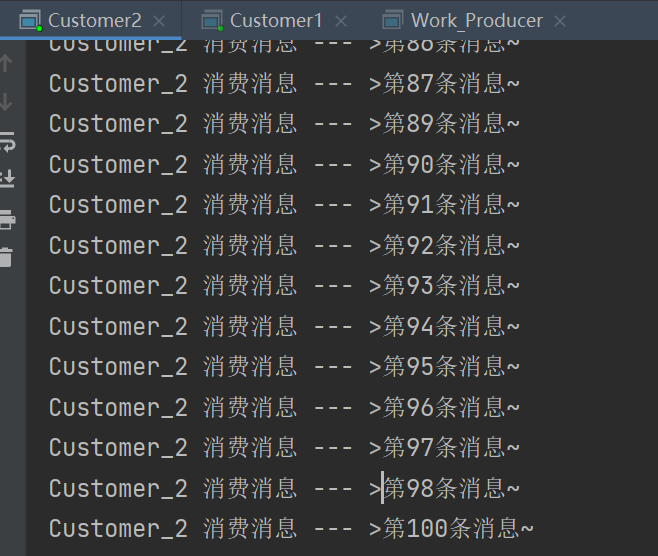 Customer2
Customer1
Work_Producer
Customer_2 消费消息 --- >第86条消息~
Customer_2 消费消息 --- >第87条消息~
Customer_2 消费消息 --- >第89条消息~
Customer_2 消费消息 --- >第90条消息~
Customer_2 消费消息 --- >第91条消息~
Customer_2 消费消息 --- >第92条消息~
Customer_2 消费消息 --- >第93条消息~
Customer_2 消费消息 --- >第94条消息~
Customer_2 消费消息 --- >第95条消息~
Customer_2 消费消息 --- >第96条消息~
Customer_2 消费消息 --- >第97条消息~
Customer_2 消费消息 --- >第98条消息~
Customer_2 消费消息 --- >第100条消息~